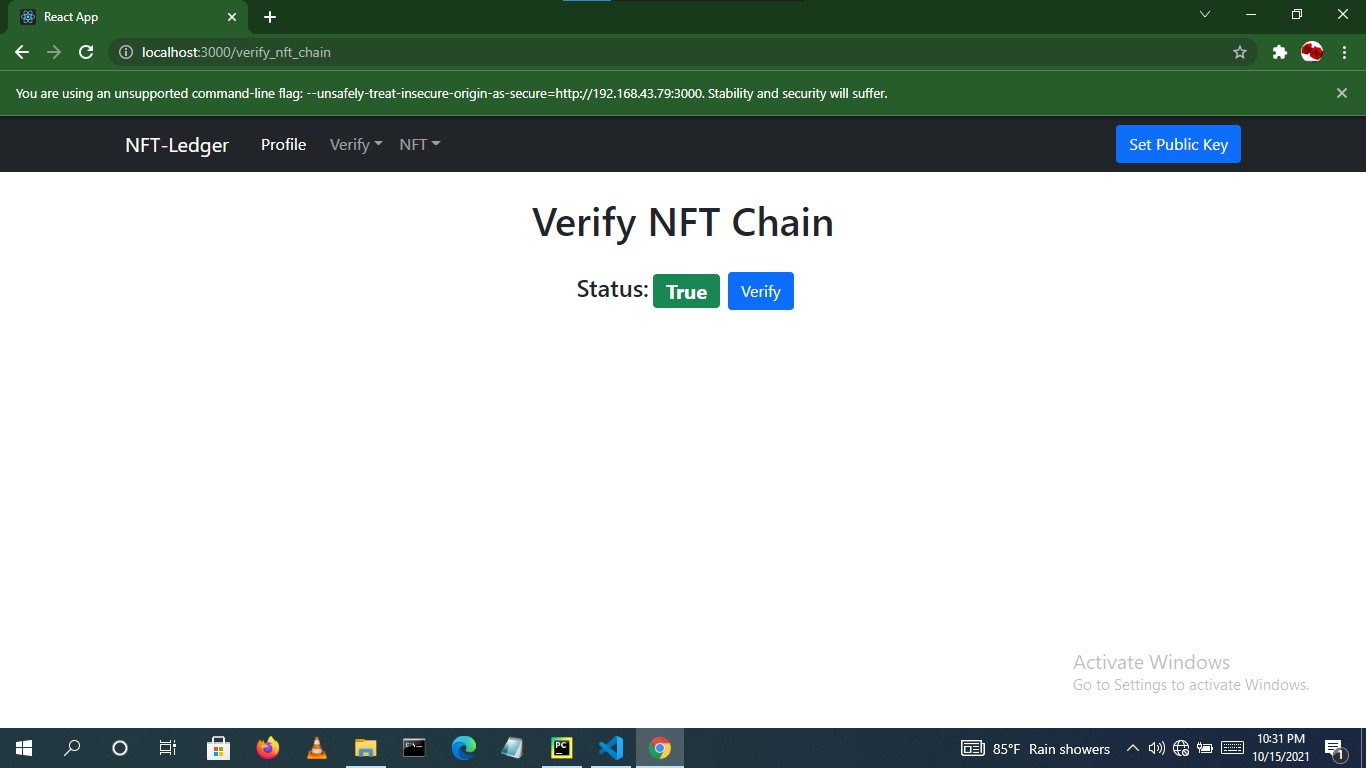 React App
localhost:3000/verify_nft_chain
You are using an unsupported command-line flag: --unsafely-treat-insecure-origin-as-secure=http://192.168.43.79:3000. Stability and security will suffer.
NFT-Ledger Profile Verify NFT Set Public Key
Verify NFT Chain
Status: True Verify
Activate Windows
Go to Settings to activate Windows.
PC
85°F Rain showers
10:31 PM
10/15/2021
1